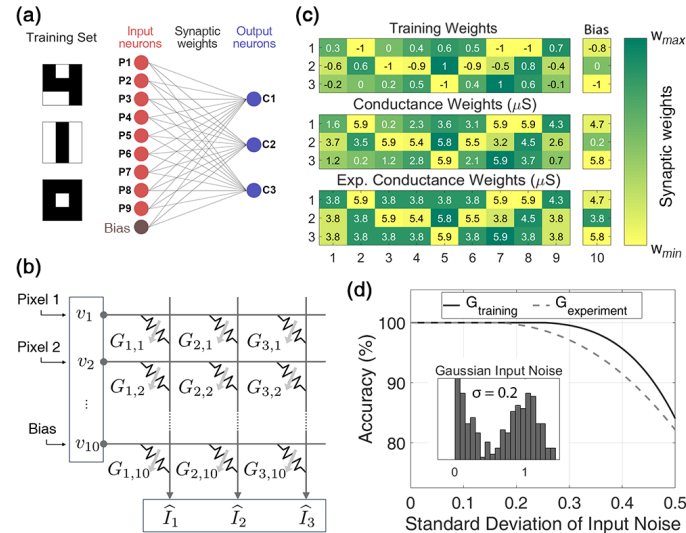 (a)
Training Set
Input neurons
Synaptic weights
Output neurons
P1
P2
P3
P4
P5
P6
P7
P8
P9
Bias
C1
C2
C3
(b)
Pixel 1
Pixel 2
...
Bias
v1
v2
v10
G1,1 G2,1 G3,1
G1,2 G2,2 G3,2
G1,10 G2,10 G3,10
Î1 Î2 Î3
(c)
Training Weights Bias
1 0.3 -1 0 0.4 0.6 0.5 -1 -1 0.7 -0.8
2 -0.6 0.6 -1 -0.9 1 -0.9 -0.5 0.8 -0.4 0
3 -0.2 0 0.1 0.5 -1 0.4 1 0.6 -0.1 -1
Conductance Weights (μS)
1 1.6 5.9 0.2 2.3 3.6 3.1 5.9 5.9 4.3 4.7
2 3.7 3.5 5.9 5.4 5.8 5.5 3.2 4.5 2.6 0.2
3 1.2 0.2 1.2 2.8 5.9 2.1 5.9 3.7 0.7 5.8
Exp. Conductance Weights (μS)
1 3.8 5.9 3.8 3.8 3.8 3.8 5.9 5.9 4.3 4.7
2 3.8 3.8 5.9 5.4 5.8 5.5 3.8 4.5 3.8 3.8
3 3.8 3.8 3.8 3.8 5.9 3.8 5.9 3.8 3.8 5.8
1 2 3 4 5 6 7 8 9 10
wmax
Synaptic weights
wmin
(d)
Gtraining Gexperiment
Accuracy (%)
100
90
80
Gaussian Input Noise
σ = 0.2
0 1
0 0.1 0.2 0.3 0.4 0.5
Standard Deviation of Input Noise